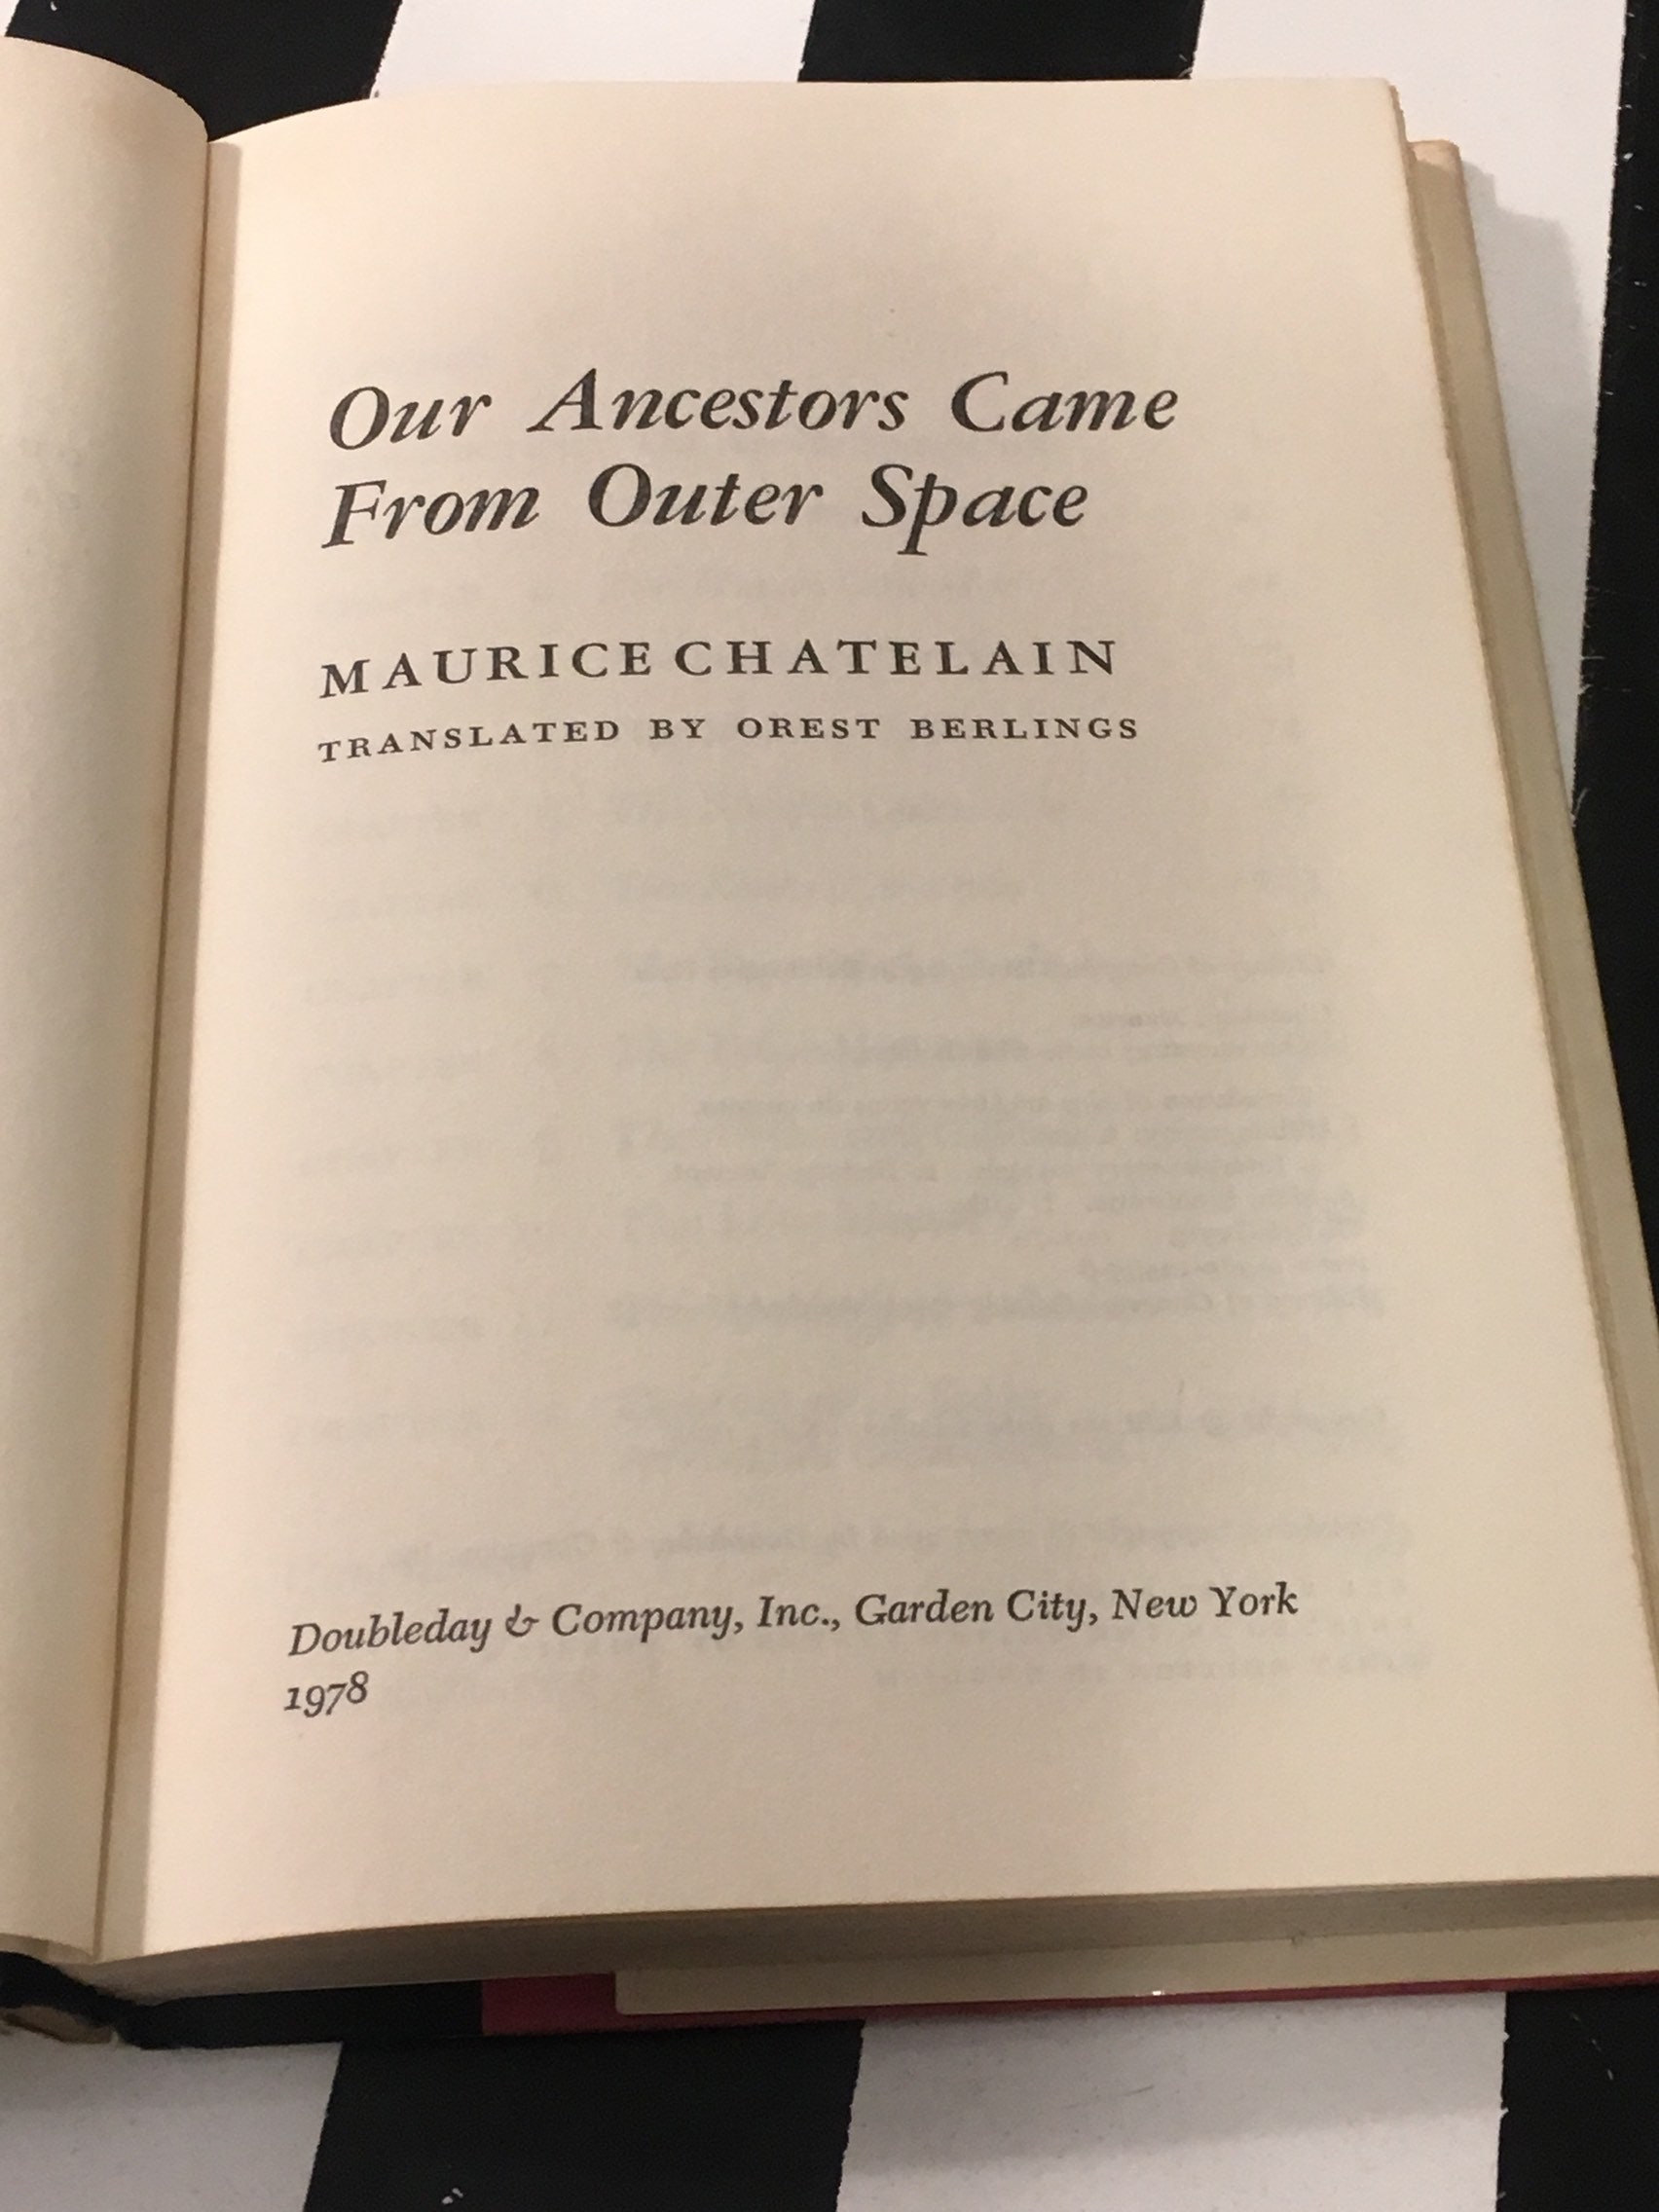 Our Ancestors Came
From Outer Space
MAURICE CHATELAIN
TRANSLATED BY OREST BERLINGS
Doubleday & Company, Inc., Garden City, New York
1978